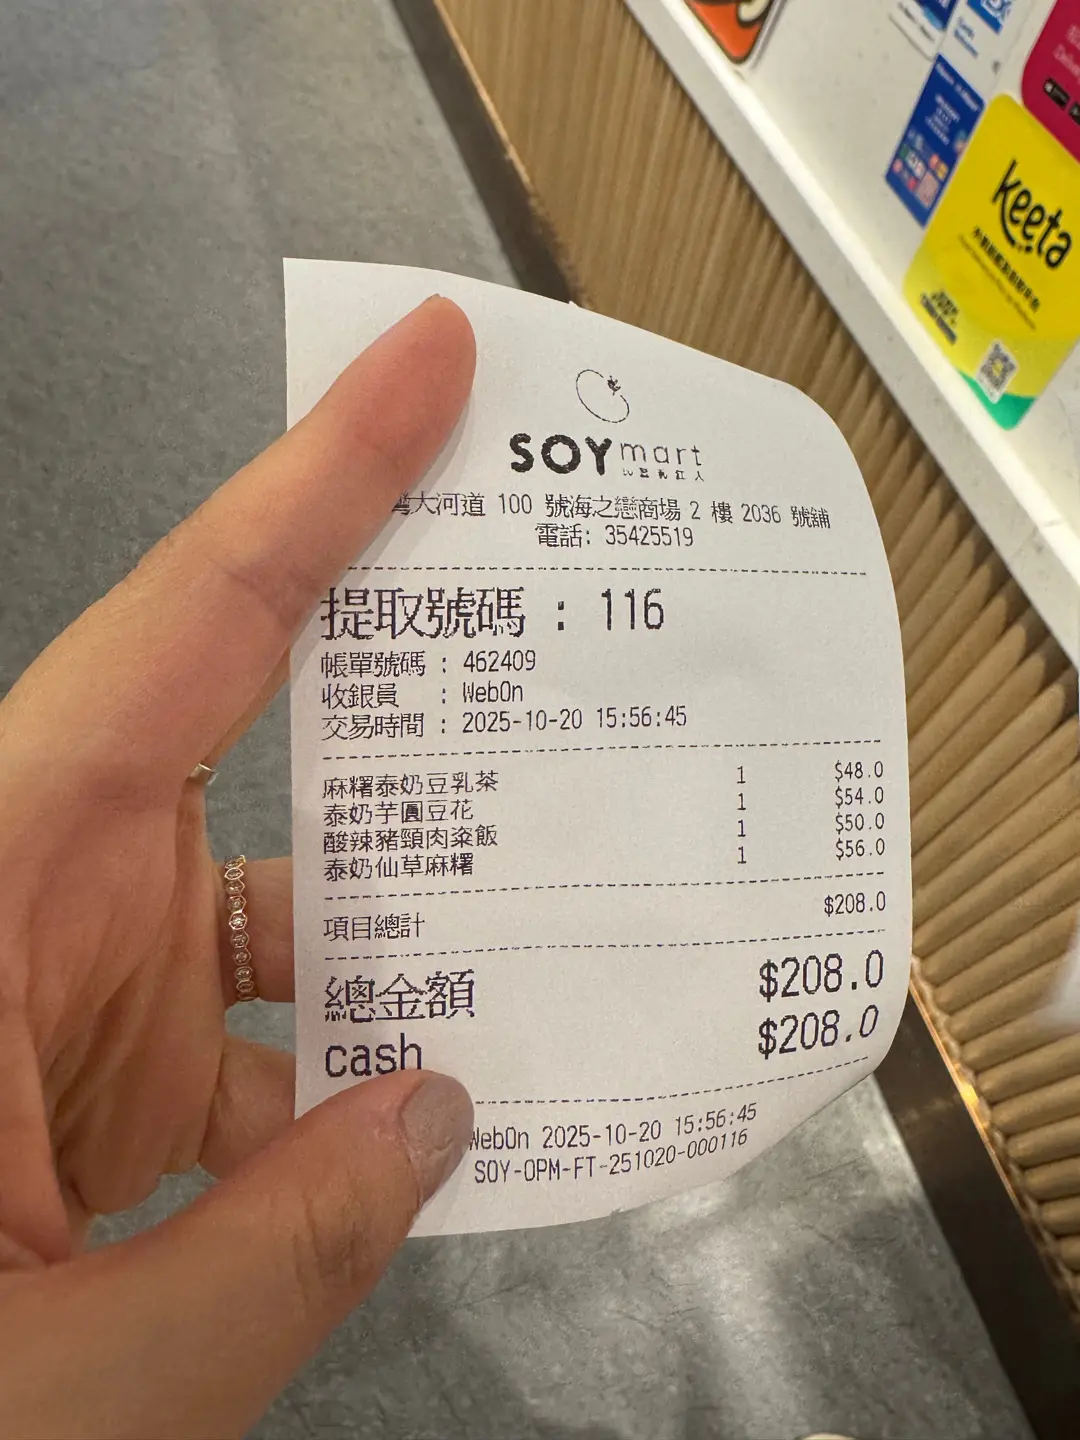 SOY mart
灣大河道 100 號海之戀商場 2 樓 2036 號舖
電話: 35425519
提取號碼 : 116
帳單號碼 : 462409
收銀員 : WebOn
交易時間 : 2025-10-20 15:56:45
麻糬泰奶豆乳茶 1 $48.0
泰奶芋圓豆花 1 $54.0
酸辣豬頸肉粢飯 1 $50.0
泰奶仙草麻糬 1 $56.0
項目總計 $208.0
總金額 $208.0
cash $208.0
WebOn 2025-10-20 15:56:45
SOY-OPM-FT-251020-000116
keeta